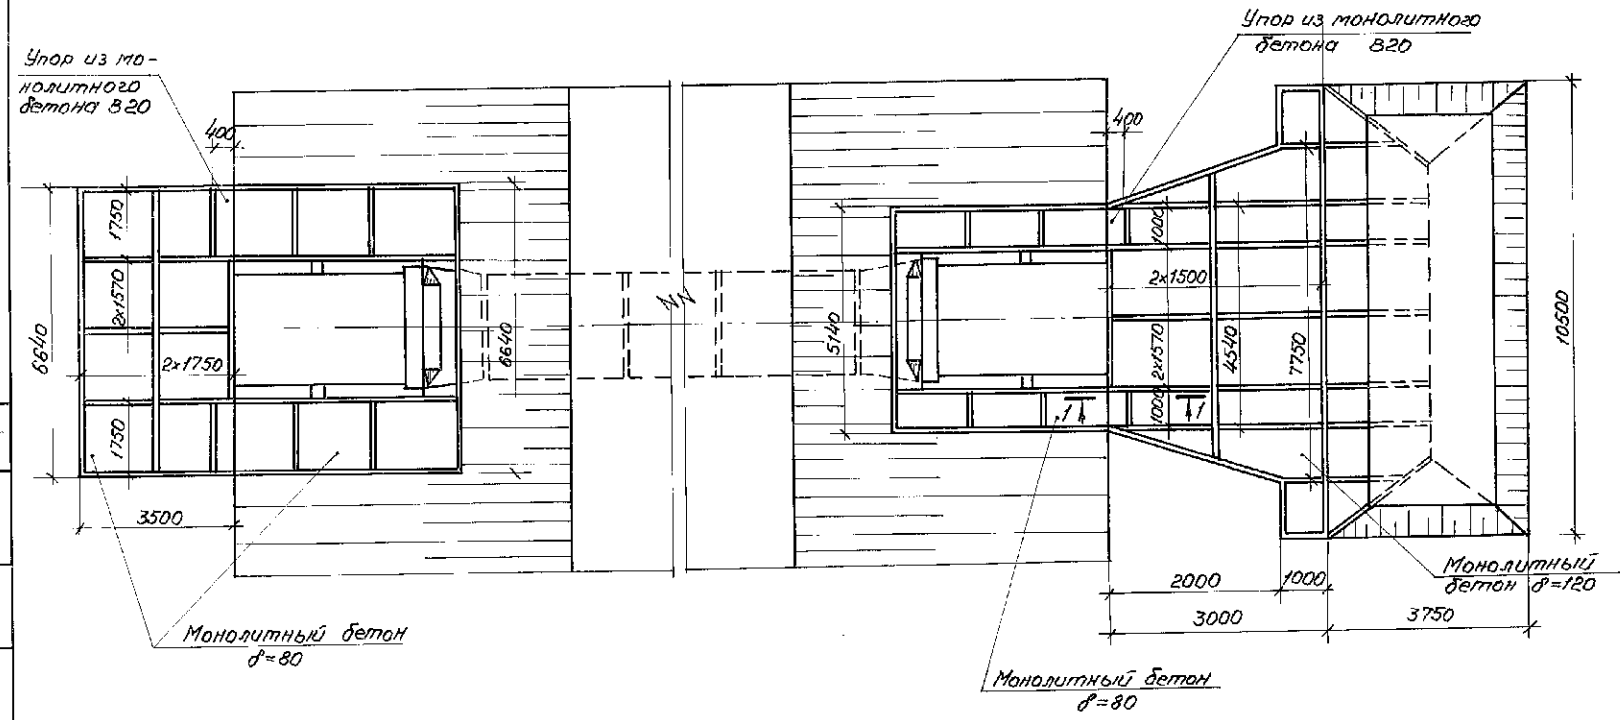 Упор из мо-
нолитного
бетона В20
Упор из монолитного
бетона В20
400
400
1750
2х1570
6640
2х1750
1750
6640
3500
5140
1000
2х1500
2х1570
4540
7750
1000
1
1
10500
2000
1000
3000
3750
Монолитный бетон
δ=80
Монолитный бетон
δ=80
Монолитный
бетон δ=120